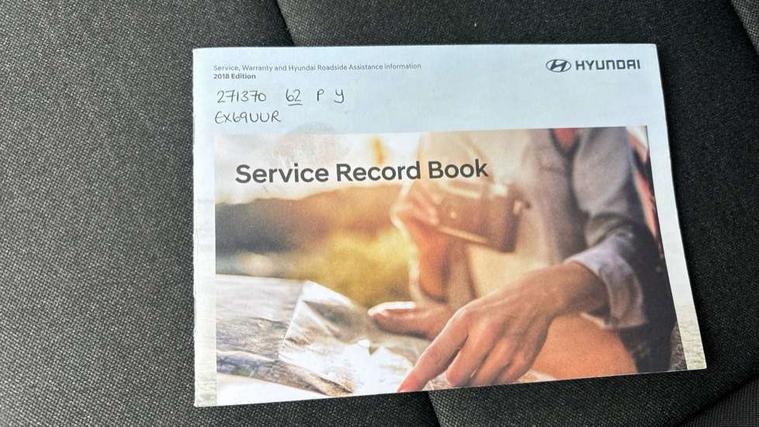 Service, Warranty and Hyundai Roadside Assistance Information
2018 Edition
HYUNDAI
271370 62 P Y
EX69UUR
Service Record Book